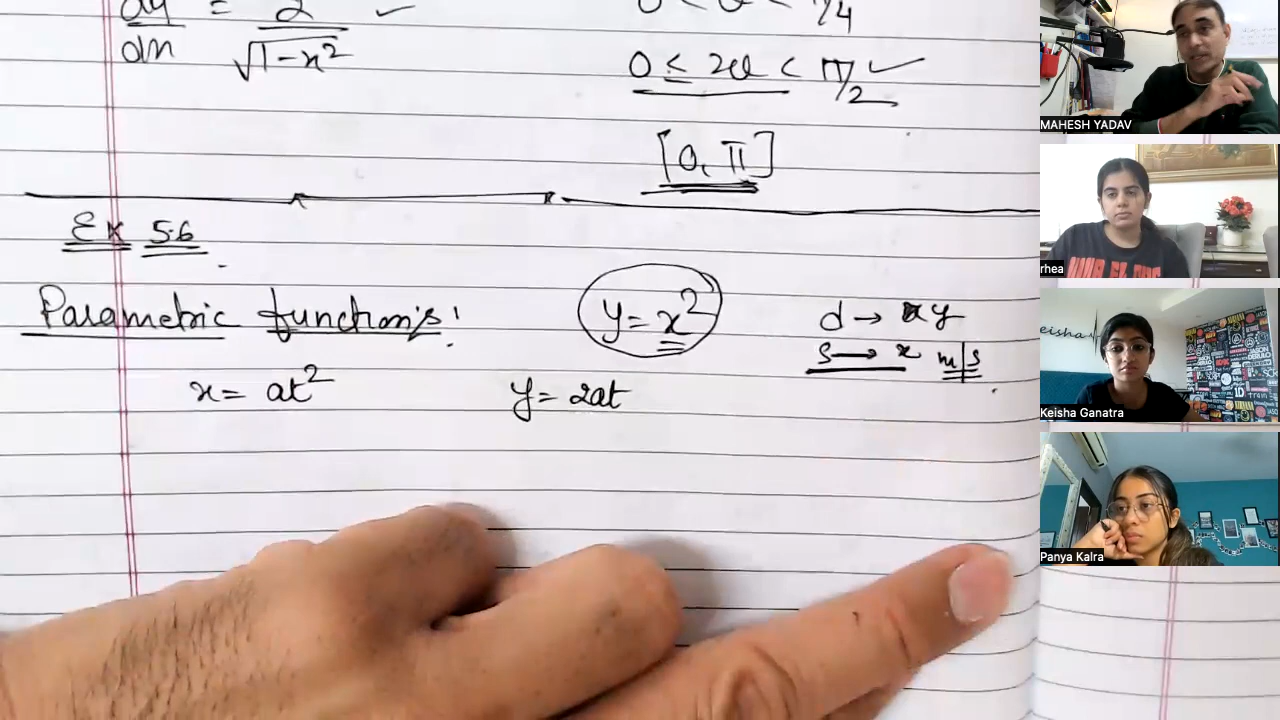 dy/dx = 2/√1-x² ✓
0 ≤ 2θ < π/2 ✓
[0, π]
Ex 5.6
Parametric function's:
y = x²
d → y
s → x m/s
x = at² y = 2at
MAHESH YADAV
rhea
Keisha Ganatra
Panya Kalra